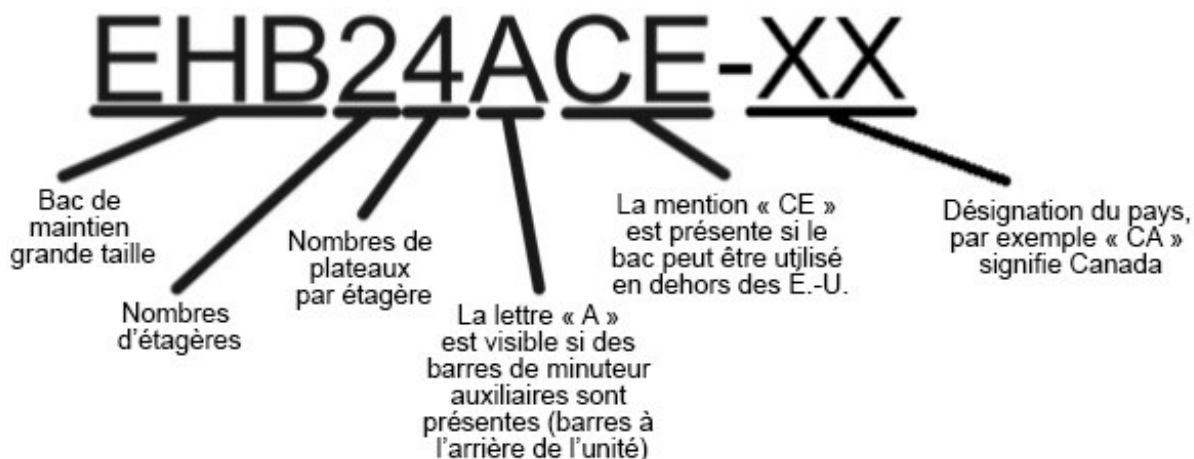 EHB24ACE-XX
Bac de
maintien
grande taille
Nombres
d'étagères
Nombres de
plateaux
par étagère
La lettre « A »
est visible si des
barres de minuteur
auxiliaires sont
présentes (barres à
l'arrière de l'unité)
La mention « CE »
est présente si le
bac peut être utilisé
en dehors des É.-U.
Désignation du pays,
par exemple « CA »
signifie Canada